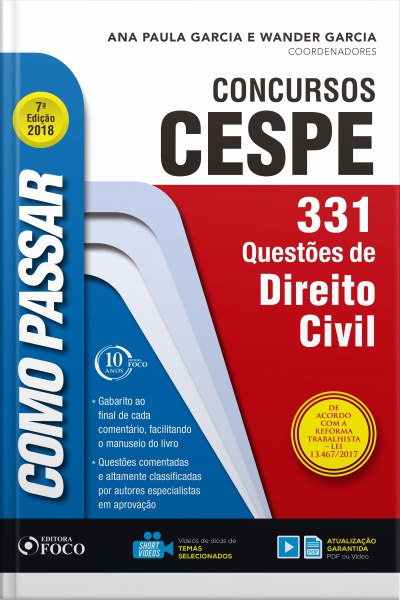 ANA PAULA GARCIA E WANDER GARCIA
COORDENADORES
7ª
Edição
2018
CONCURSOS
CESPE
COMO PASSAR
331
Questões de
Direito
Civil
10
ANOS
EDITORA
FOCO
• Gabarito ao
final de cada
comentário, facilitando
o manuseio do livro
• Questões comentadas
e altamente classificadas
por autores especialistas
em aprovação
DE
ACORDO
COM A
REFORMA
TRABALHISTA
– LEI
13.467/2017
EDITORA
FOCO
SHORT
VIDEOS
Vídeos de dicas de
TEMAS
SELECIONADOS
PDF
ATUALIZAÇÃO
GARANTIDA
PDF ou Vídeo